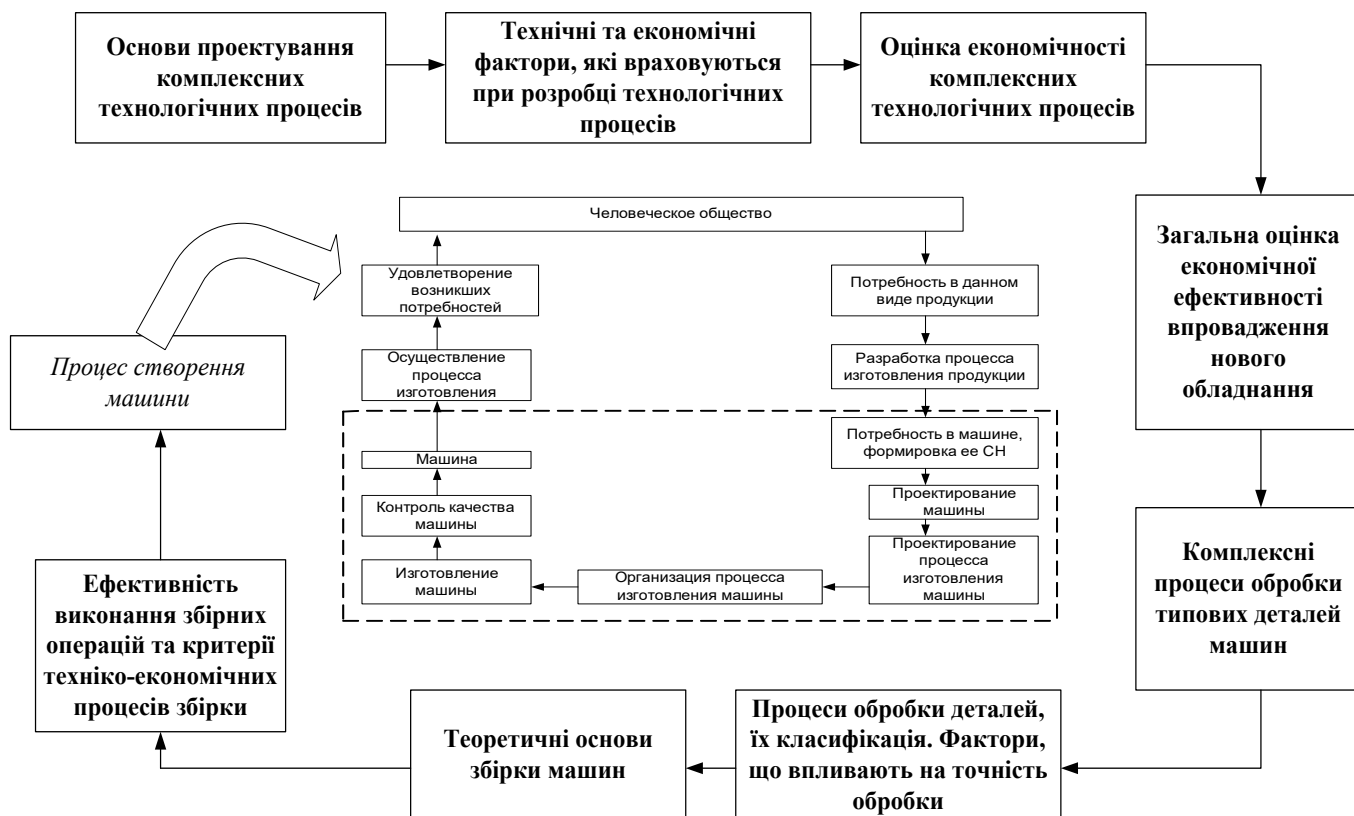 Основи проектування
комплексних
технологічних процесів
Технічні та економічні
фактори, які враховуються
при розробці технологічних
процесів
Оцінка економічності
комплексних
технологічних процесів
Загальна оцінка
економічної
ефективності
впровадження
нового
обладнання
Комплексні
процеси обробки
типових деталей
машин
Процеси обробки деталей,
їх класифікація. Фактори,
що впливають на точність
обробки
Теоретичні основи
збірки машин
Ефективність
виконання збірних
операцій та критерії
техніко-економічних
процесів збірки
Процес створення
машини
Человеческое общество
Потребность в данном
виде продукции
Разработка процесса
изготовления продукции
Потребность в машине,
формировка ее СН
Проектирование
машины
Проектирование
процесса
изготовления
машины
Организация процесса
изготовления машины
Изготовление
машины
Контроль качества
машины
Машина
Осуществление
процесса
изготовления
Удовлетворение
возникших
потребностей